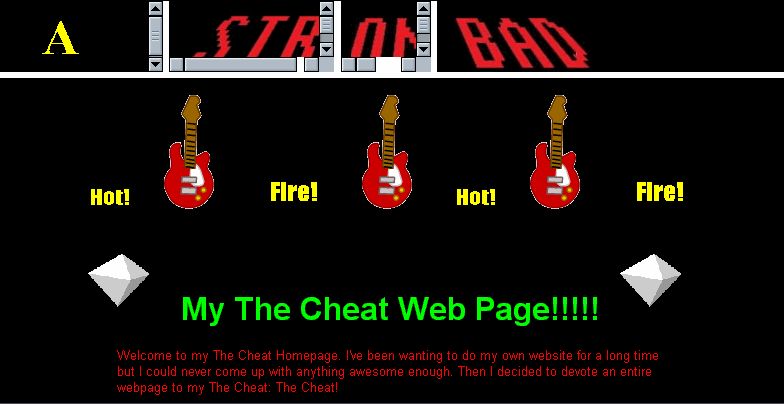 A STRONG BAD
Hot! FIre! Hot! FIre!
My The Cheat Web Page!!!!!
Welcome to my The Cheat Homepage. I've been wanting to do my own website for a long time
but I could never come up with anything awesome enough. Then I decided to devote an entire
webpage to my The Cheat: The Cheat!